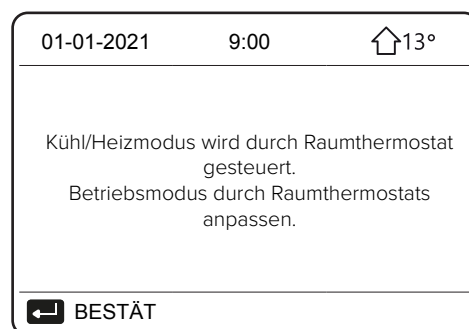 01-01-2021 9:00 13°
Kühl/Heizmodus wird durch Raumthermostat
gesteuert.
Betriebsmodus durch Raumthermostats
anpassen.
BESTÄT